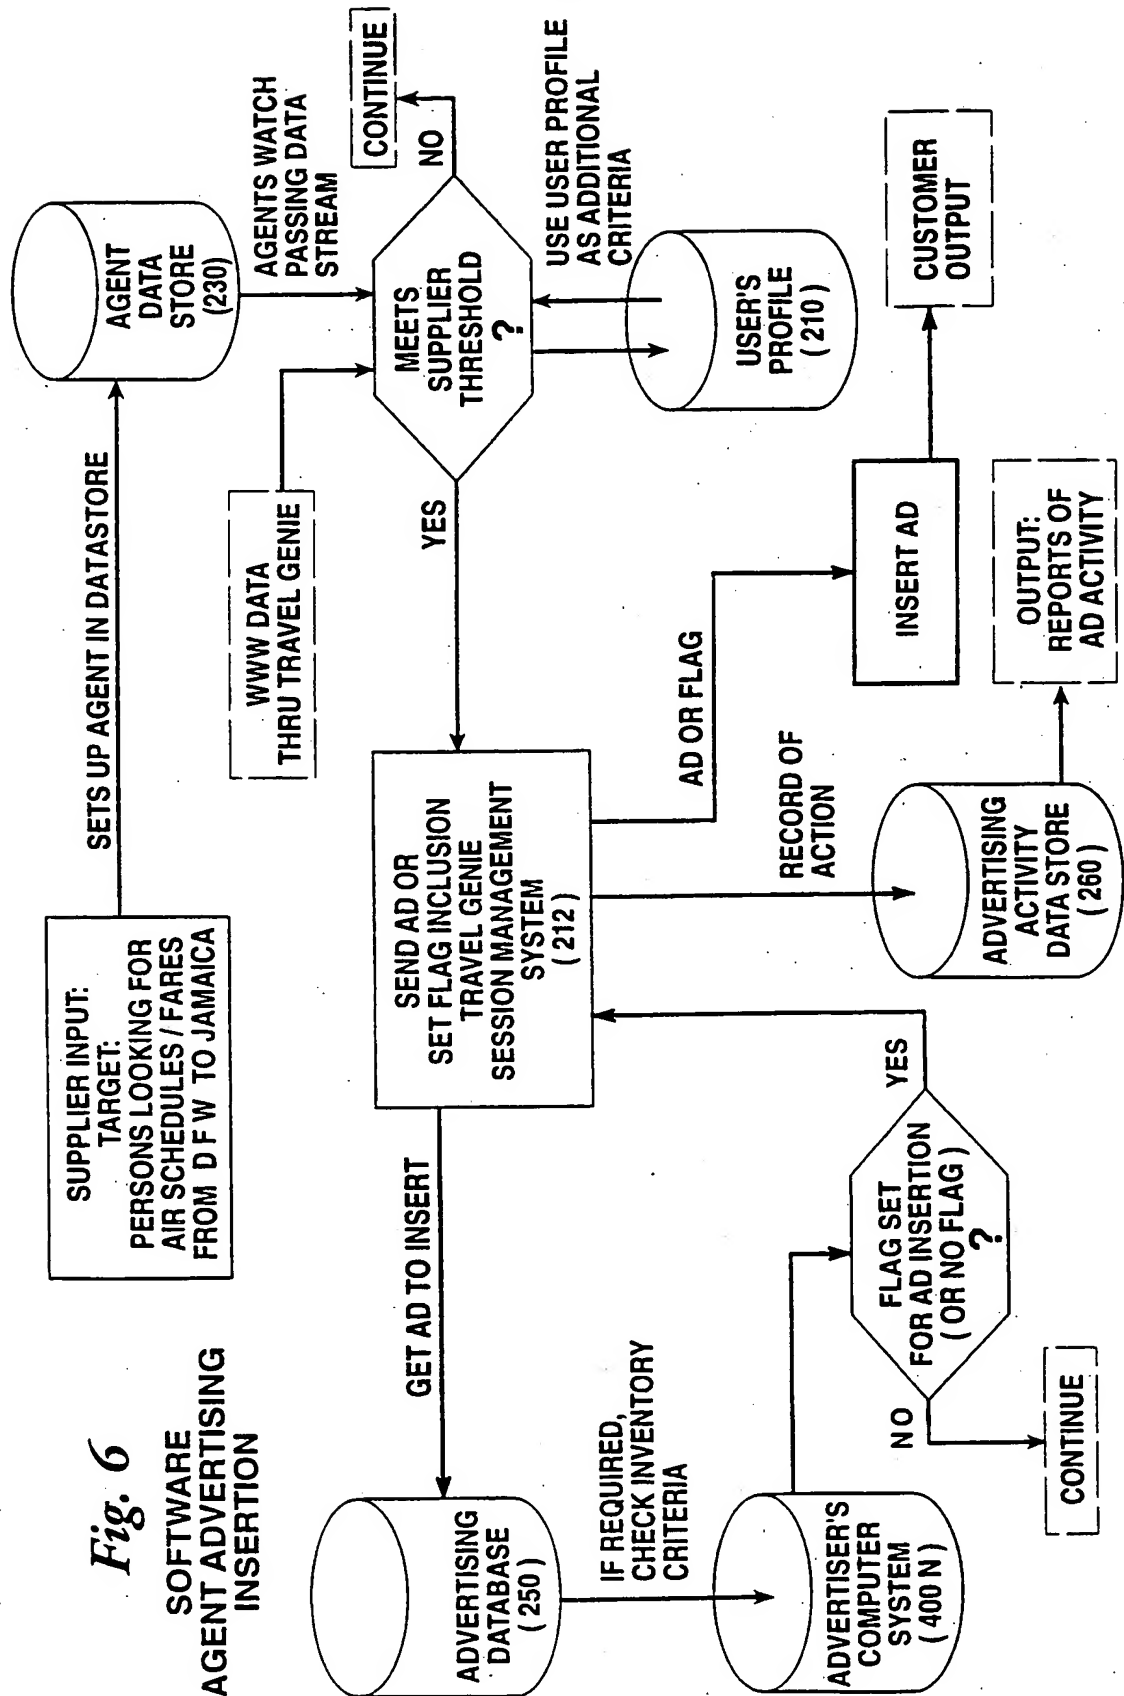 Fig. 6
SOFTWARE
AGENT ADVERTISING
INSERTION
SUPPLIER INPUT:
TARGET:
PERSONS LOOKING FOR
AIR SCHEDULES / FARES
FROM D F W TO JAMAICA
SETS UP AGENT IN DATASTORE
AGENT
DATA
STORE
(230)
WWW DATA
THRU TRAVEL GENIE
AGENTS WATCH
PASSING DATA
STREAM
MEETS
SUPPLIER
THRESHOLD
?
NO
CONTINUE
YES
USE USER PROFILE
AS ADDITIONAL
CRITERIA
USER'S
PROFILE
( 210 )
SEND AD OR
SET FLAG INCLUSION
TRAVEL GENIE
SESSION MANAGEMENT
SYSTEM
( 212 )
GET AD TO INSERT
ADVERTISING
DATABASE
( 250 )
IF REQUIRED,
CHECK INVENTORY
CRITERIA
ADVERTISER'S
COMPUTER
SYSTEM
( 400 N )
FLAG SET
FOR AD INSERTION
( OR NO FLAG )
?
NO
CONTINUE
YES
RECORD OF
ACTION
ADVERTISING
ACTIVITY
DATA STORE
( 260 )
OUTPUT:
REPORTS OF
AD ACTIVITY
AD OR FLAG
INSERT AD
CUSTOMER
OUTPUT